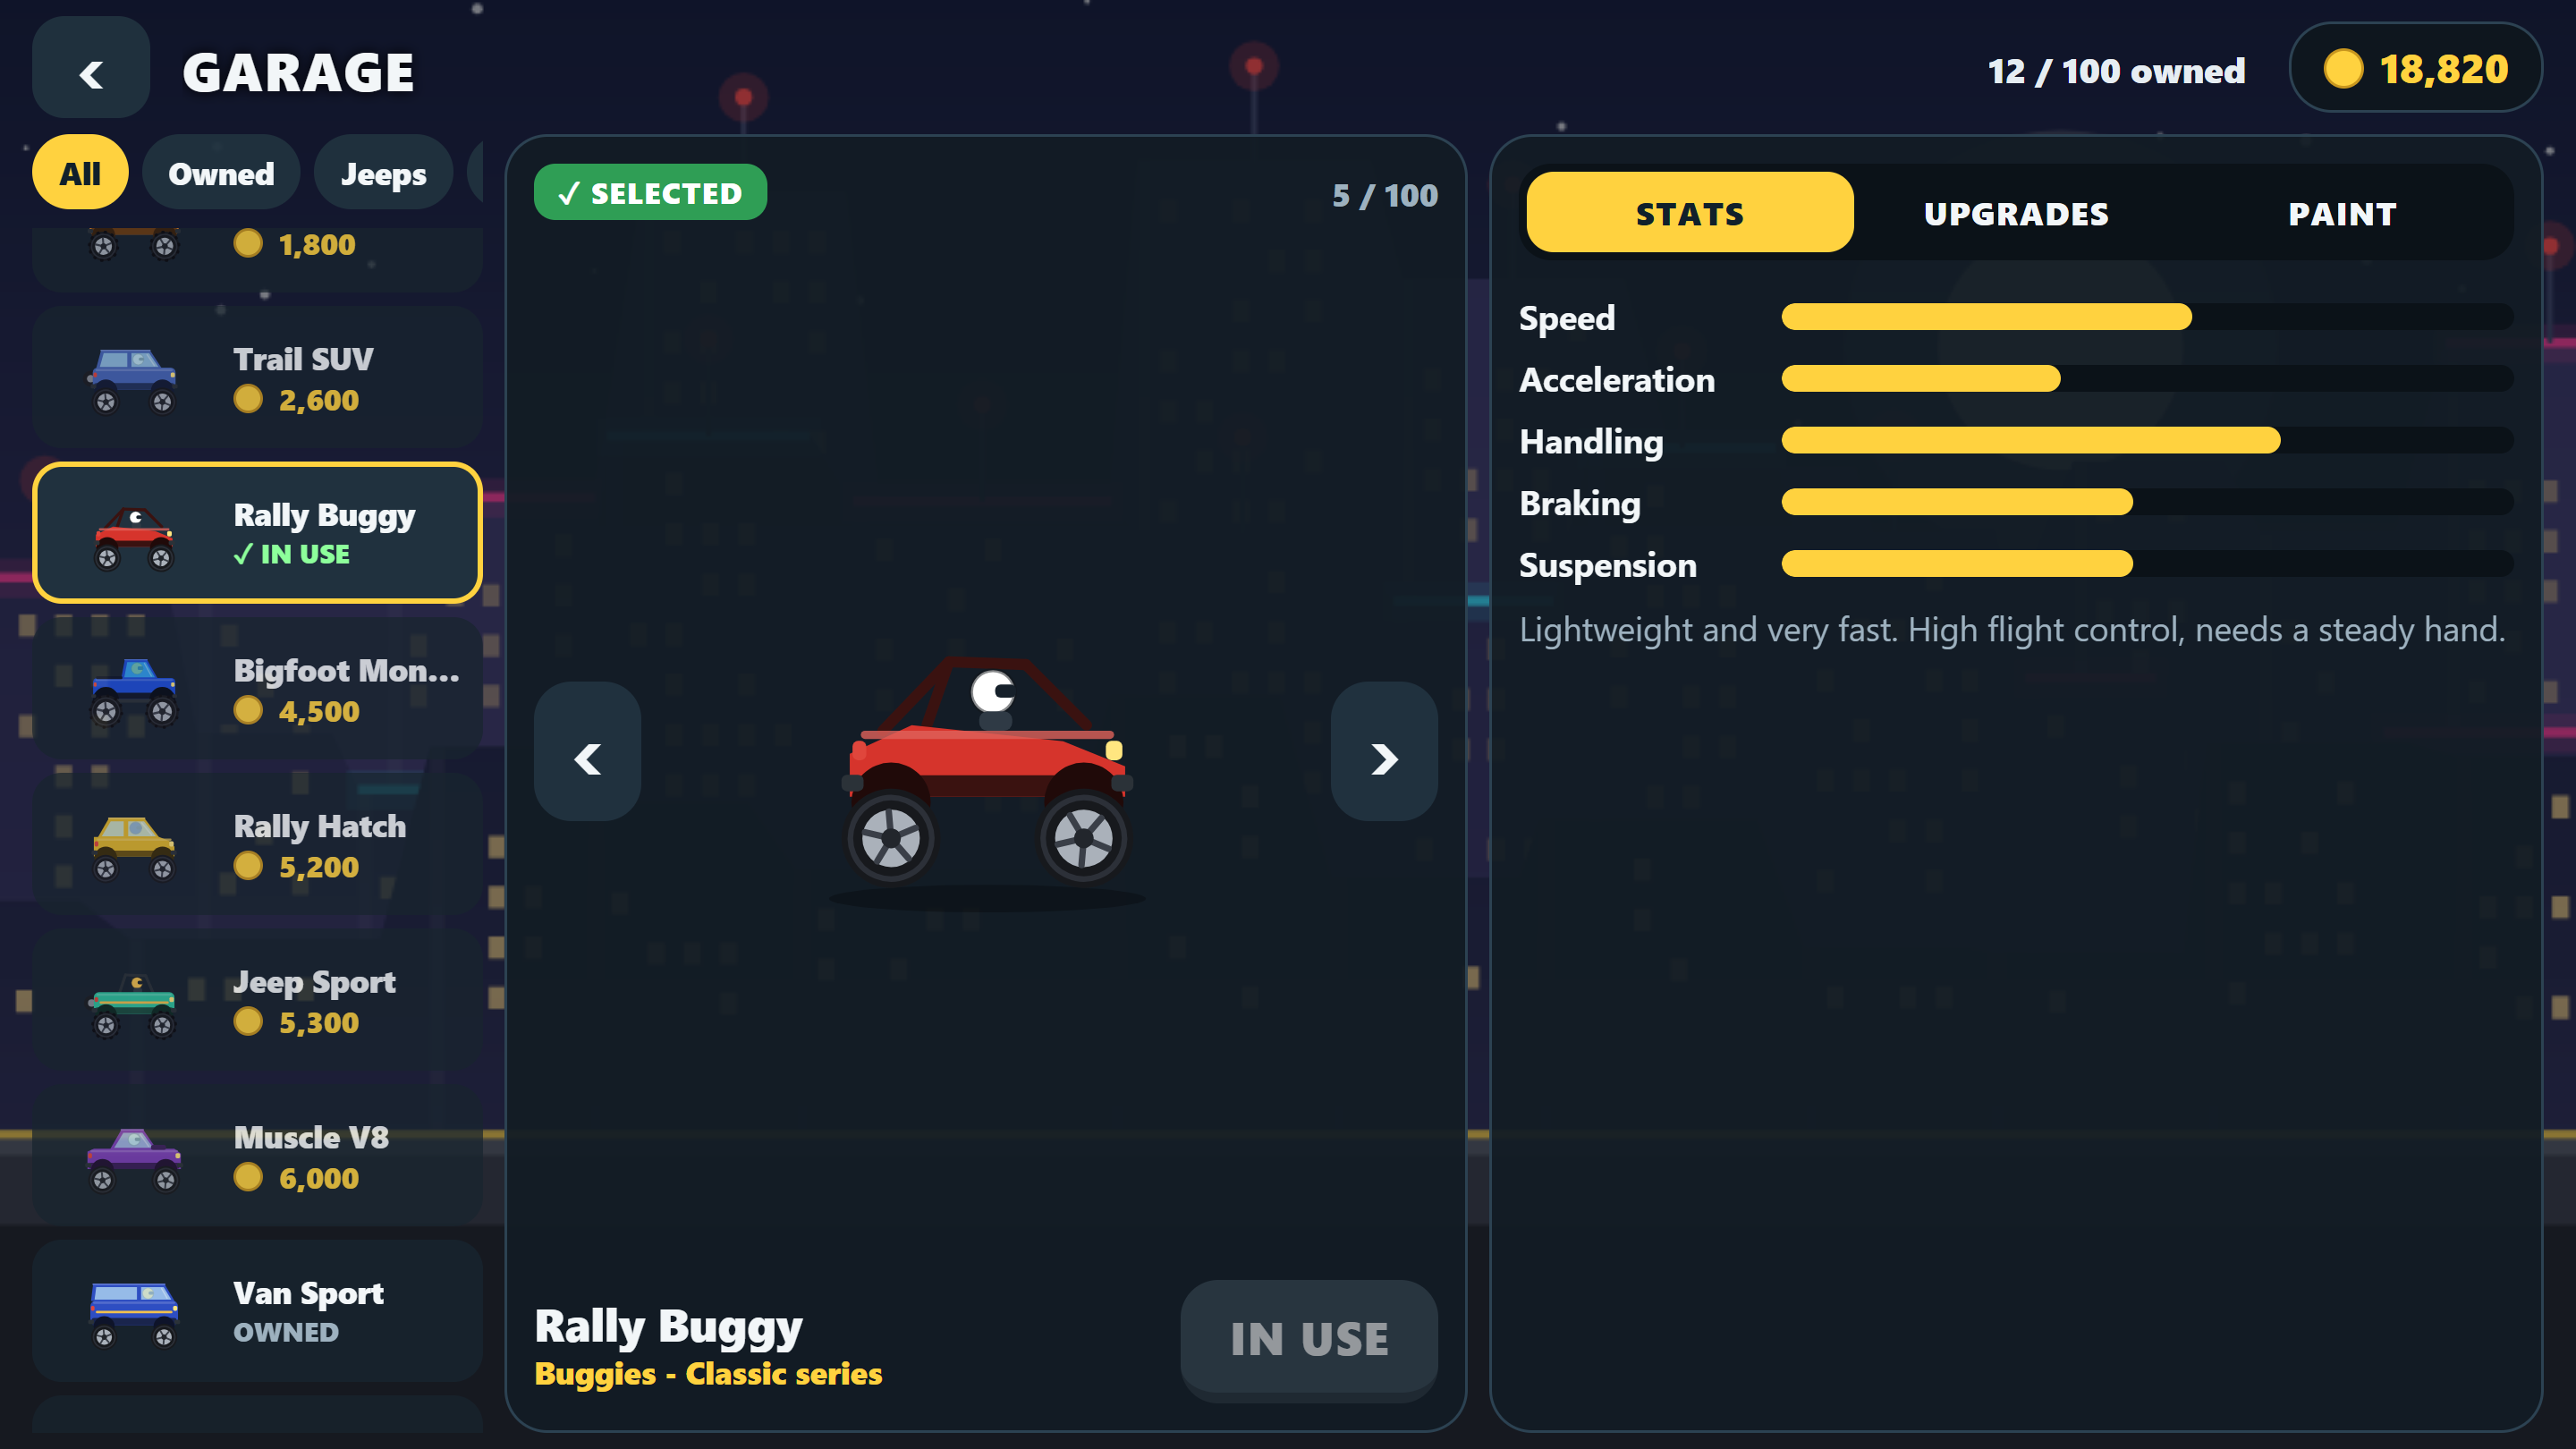 GARAGE
12 / 100 owned
18,820
All
Owned
Jeeps
1,800
Trail SUV
2,600
Rally Buggy
✓ IN USE
Bigfoot Mon...
4,500
Rally Hatch
5,200
Jeep Sport
5,300
Muscle V8
6,000
Van Sport
OWNED
✓ SELECTED
5 / 100
Rally Buggy
Buggies - Classic series
IN USE
STATS
UPGRADES
PAINT
Speed
Acceleration
Handling
Braking
Suspension
Lightweight and very fast. High flight control, needs a steady hand.